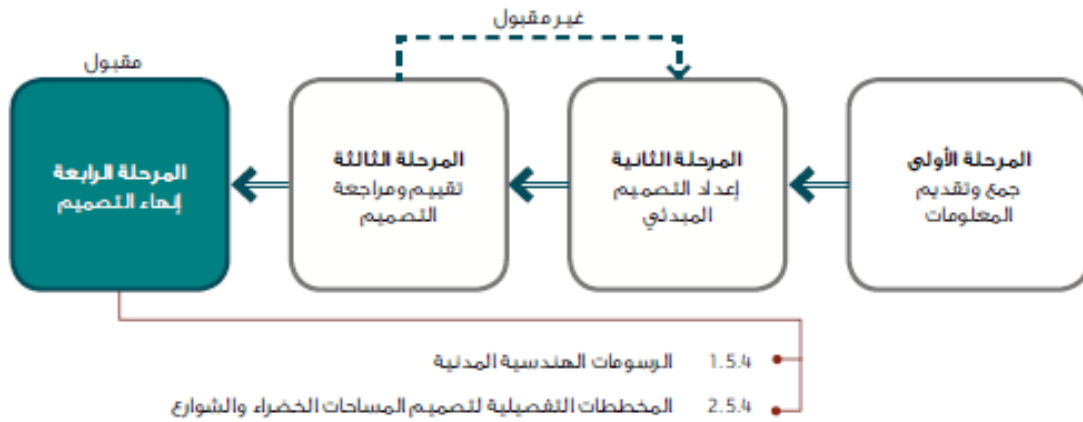 غير مقبول
مقبول
المرحلة الأولى
جمع وتقديم
المعلومات
المرحلة الثانية
إعداد التصميم
المبدئي
المرحلة الثالثة
تقييم ومراجعة
التصميم
المرحلة الرابعة
إنهاء التصميم
1.5.4 الرسومات الهندسية المدنية
2.5.4 المخططات التفصيلية لتصميم المساحات الخضراء والشوارع